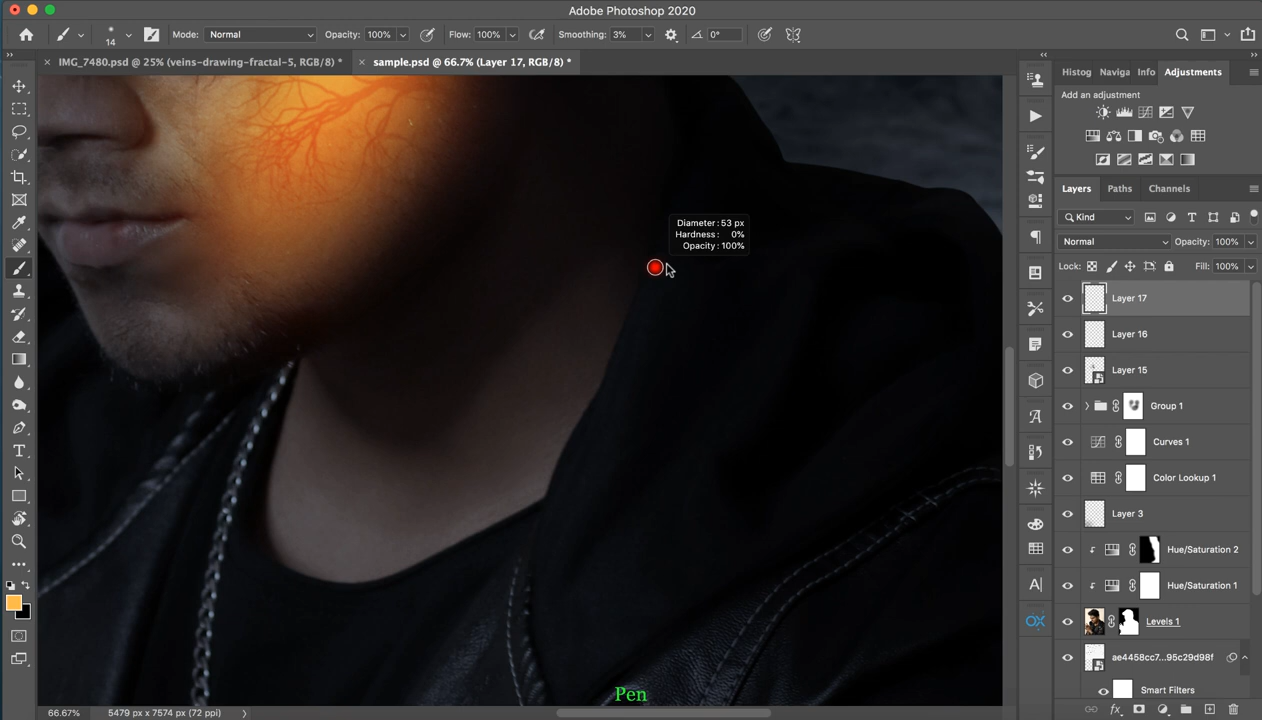 Adobe Photoshop 2020
14
Mode: Normal
Opacity: 100%
Flow: 100%
Smoothing: 3%
0°
IMG_7480.psd @ 25% (veins-drawing-fractal-5, RGB/8) *
sample.psd @ 66.7% (Layer 17, RGB/8) *
Histog
Naviga
Info
Adjustments
Add an adjustment
Layers
Paths
Channels
Kind
Normal
Opacity: 100%
Lock:
Fill: 100%
Diameter: 53 px
Hardness: 0%
Opacity: 100%
Layer 17
Layer 16
Layer 15
Group 1
Curves 1
Color Lookup 1
Layer 3
Hue/Saturation 2
Hue/Saturation 1
Levels 1
ae4458cc7...95c29d98f
Smart Filters
Pen
66.67%
5479 px x 7574 px (72 ppi)